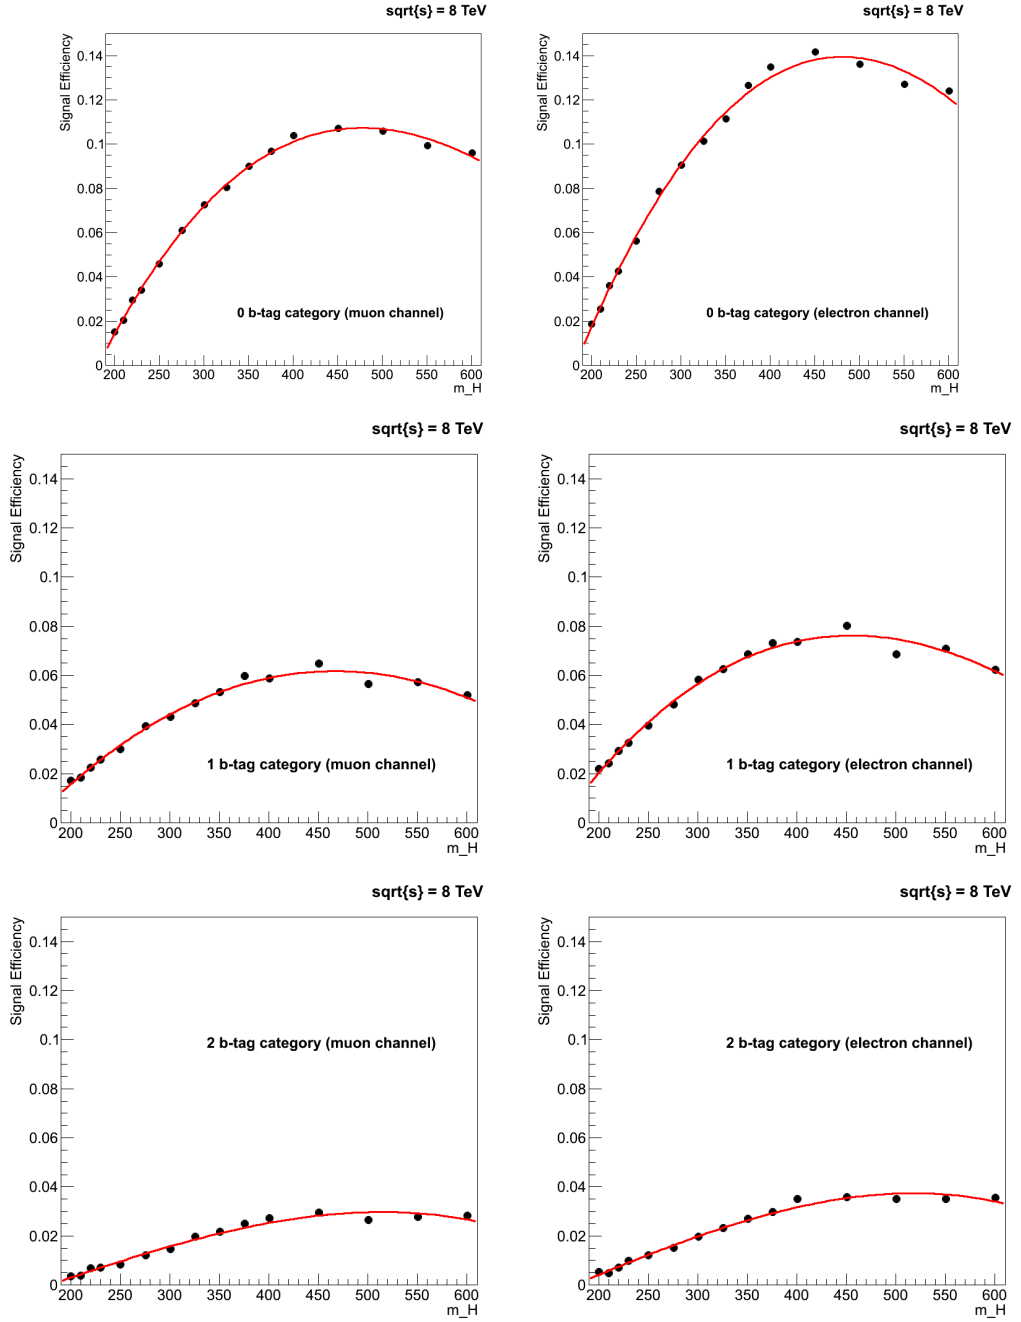 sqrt{s} = 8 TeV
Signal Efficiency
0.14
0.12
0.1
0.08
0.06
0.04
0.02
0
0 b-tag category (muon channel)
200 250 300 350 400 450 500 550 600
m_H
sqrt{s} = 8 TeV
Signal Efficiency
0.14
0.12
0.1
0.08
0.06
0.04
0.02
0
0 b-tag category (electron channel)
200 250 300 350 400 450 500 550 600
m_H
sqrt{s} = 8 TeV
Signal Efficiency
0.14
0.12
0.1
0.08
0.06
0.04
0.02
0
1 b-tag category (muon channel)
200 250 300 350 400 450 500 550 600
m_H
sqrt{s} = 8 TeV
Signal Efficiency
0.14
0.12
0.1
0.08
0.06
0.04
0.02
0
1 b-tag category (electron channel)
200 250 300 350 400 450 500 550 600
m_H
sqrt{s} = 8 TeV
Signal Efficiency
0.14
0.12
0.1
0.08
0.06
0.04
0.02
0
2 b-tag category (muon channel)
200 250 300 350 400 450 500 550 600
m_H
sqrt{s} = 8 TeV
Signal Efficiency
0.14
0.12
0.1
0.08
0.06
0.04
0.02
0
2 b-tag category (electron channel)
200 250 300 350 400 450 500 550 600
m_H